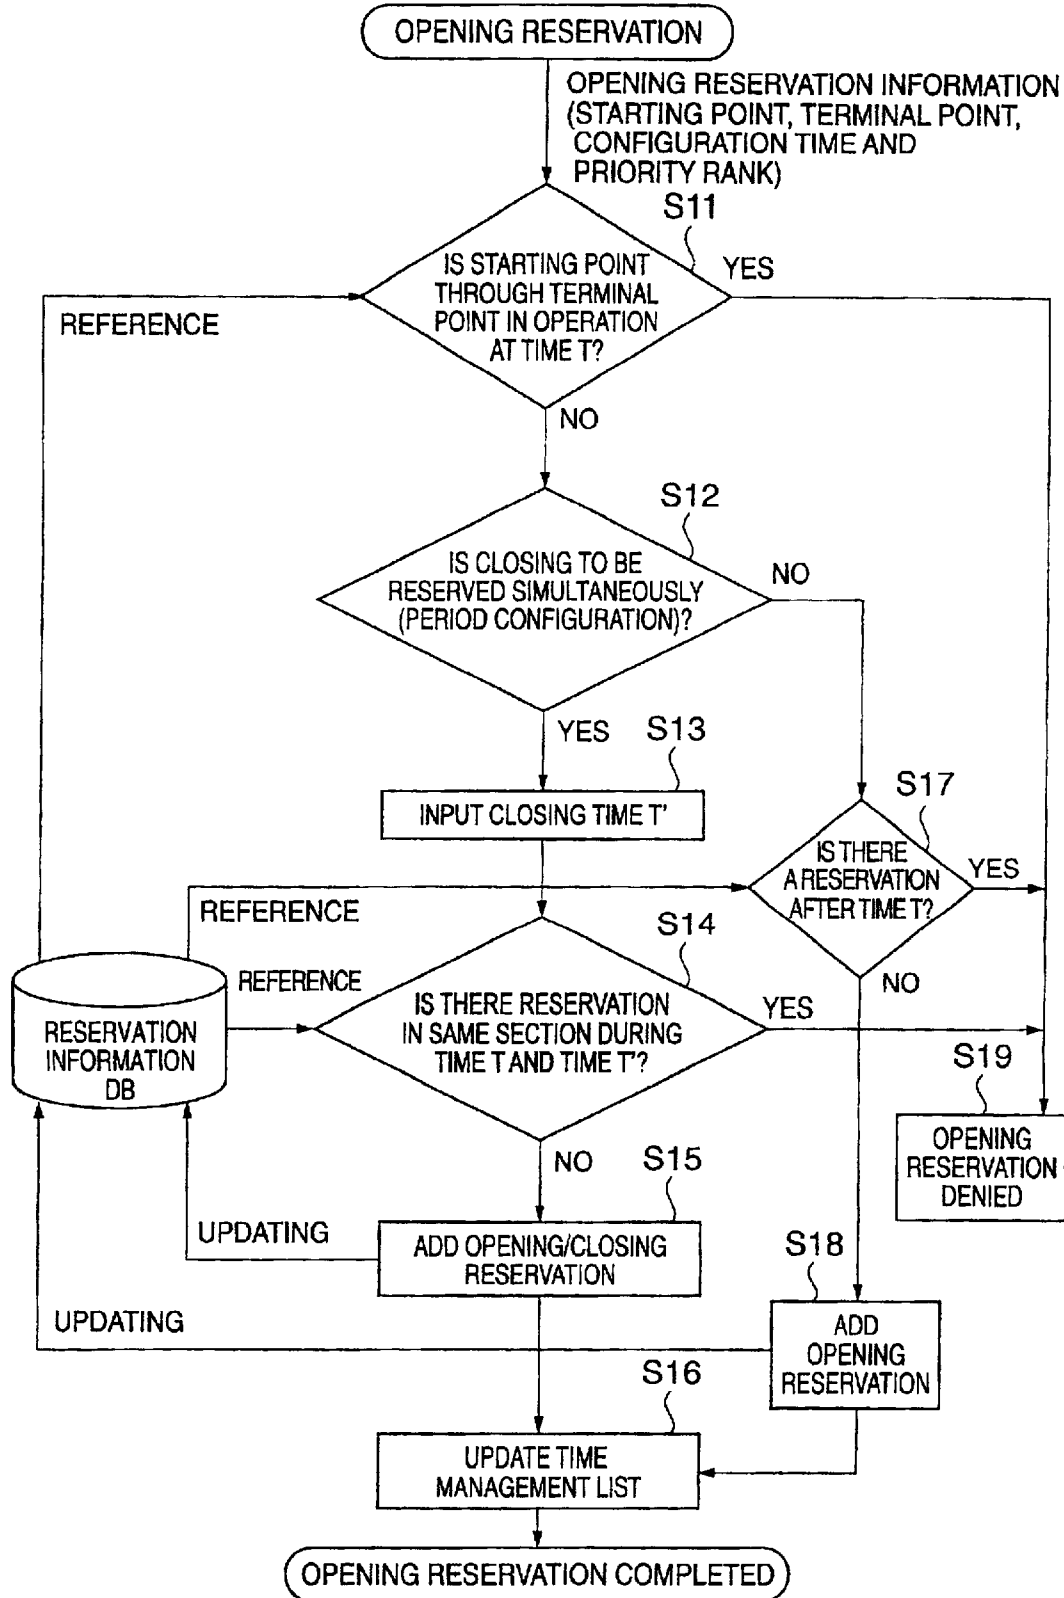 OPENING RESERVATION
OPENING RESERVATION INFORMATION
(STARTING POINT, TERMINAL POINT,
CONFIGURATION TIME AND
PRIORITY RANK)
S11
IS STARTING POINT
THROUGH TERMINAL
POINT IN OPERATION
AT TIME T?
YES
REFERENCE
NO
S12
IS CLOSING TO BE
RESERVED SIMULTANEOUSLY
(PERIOD CONFIGURATION)?
NO
YES
S13
INPUT CLOSING TIME T'
S17
IS THERE
A RESERVATION
AFTER TIME T?
YES
REFERENCE
NO
S14
REFERENCE
IS THERE RESERVATION
IN SAME SECTION DURING
TIME T AND TIME T'?
YES
RESERVATION
INFORMATION
DB
S19
OPENING
RESERVATION
DENIED
NO
S15
UPDATING
ADD OPENING/CLOSING
RESERVATION
S18
UPDATING
ADD
OPENING
RESERVATION
S16
UPDATE TIME
MANAGEMENT LIST
OPENING RESERVATION COMPLETED